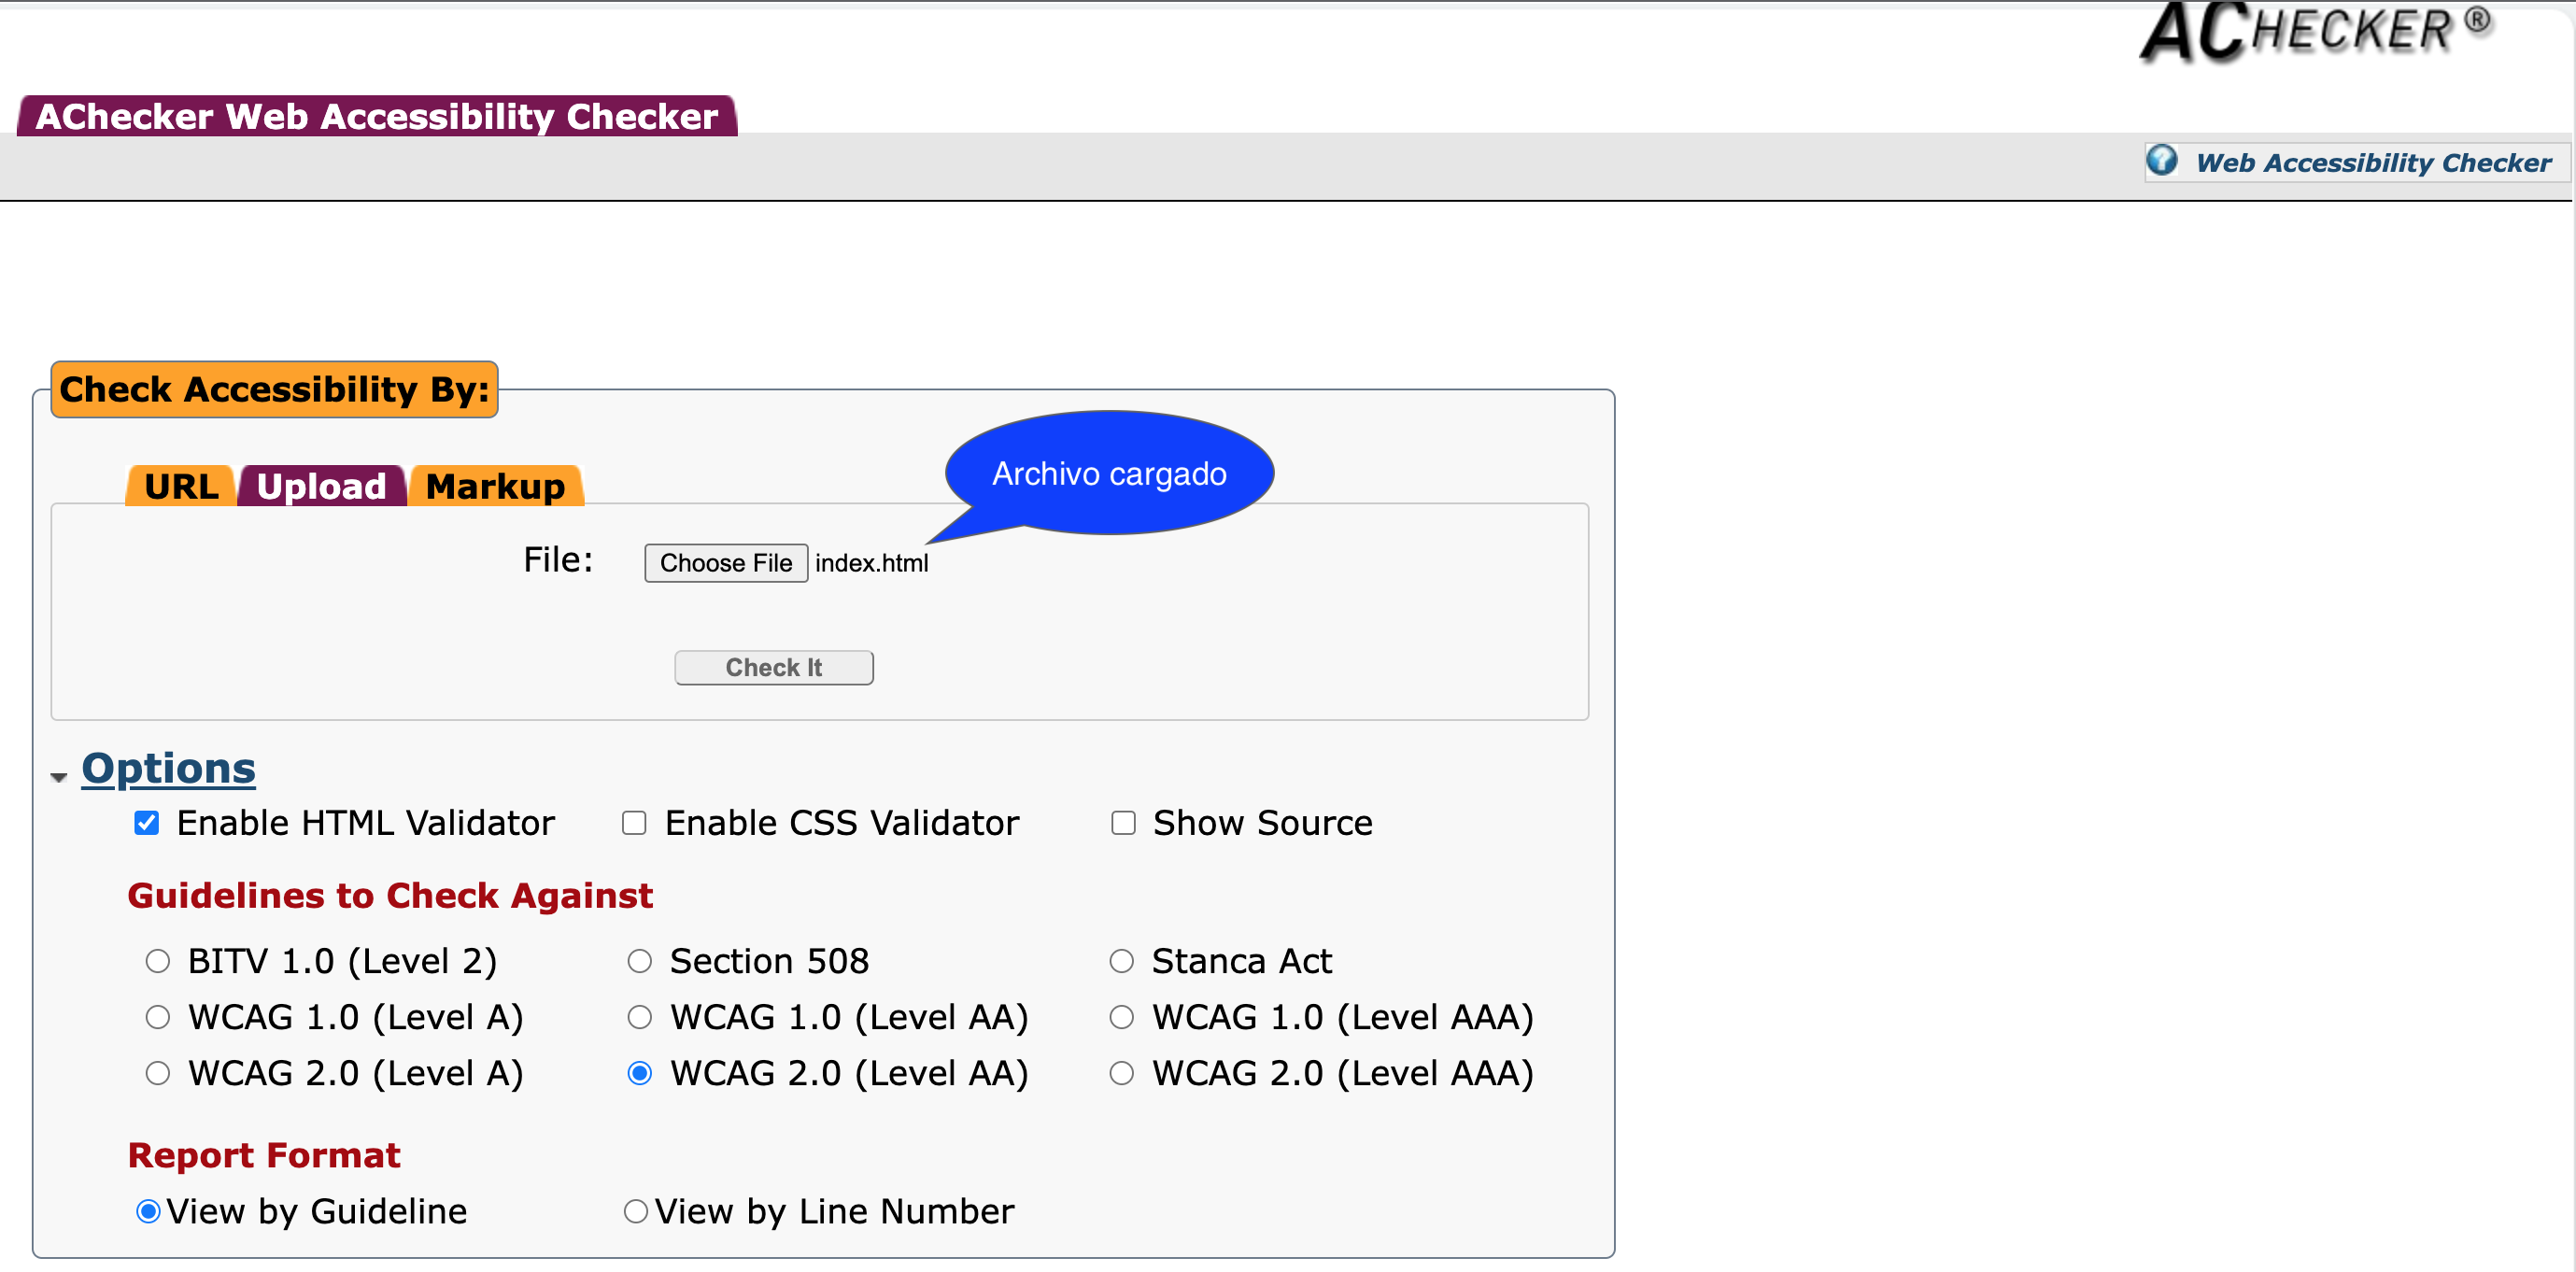 ACHECKER ®
AChecker Web Accessibility Checker
Web Accessibility Checker
Check Accessibility By:
URL Upload Markup
Archivo cargado
File: Choose File index.html
Check It
Options
Enable HTML Validator Enable CSS Validator Show Source
Guidelines to Check Against
BITV 1.0 (Level 2) Section 508 Stanca Act
WCAG 1.0 (Level A) WCAG 1.0 (Level AA) WCAG 1.0 (Level AAA)
WCAG 2.0 (Level A) WCAG 2.0 (Level AA) WCAG 2.0 (Level AAA)
Report Format
View by Guideline View by Line Number